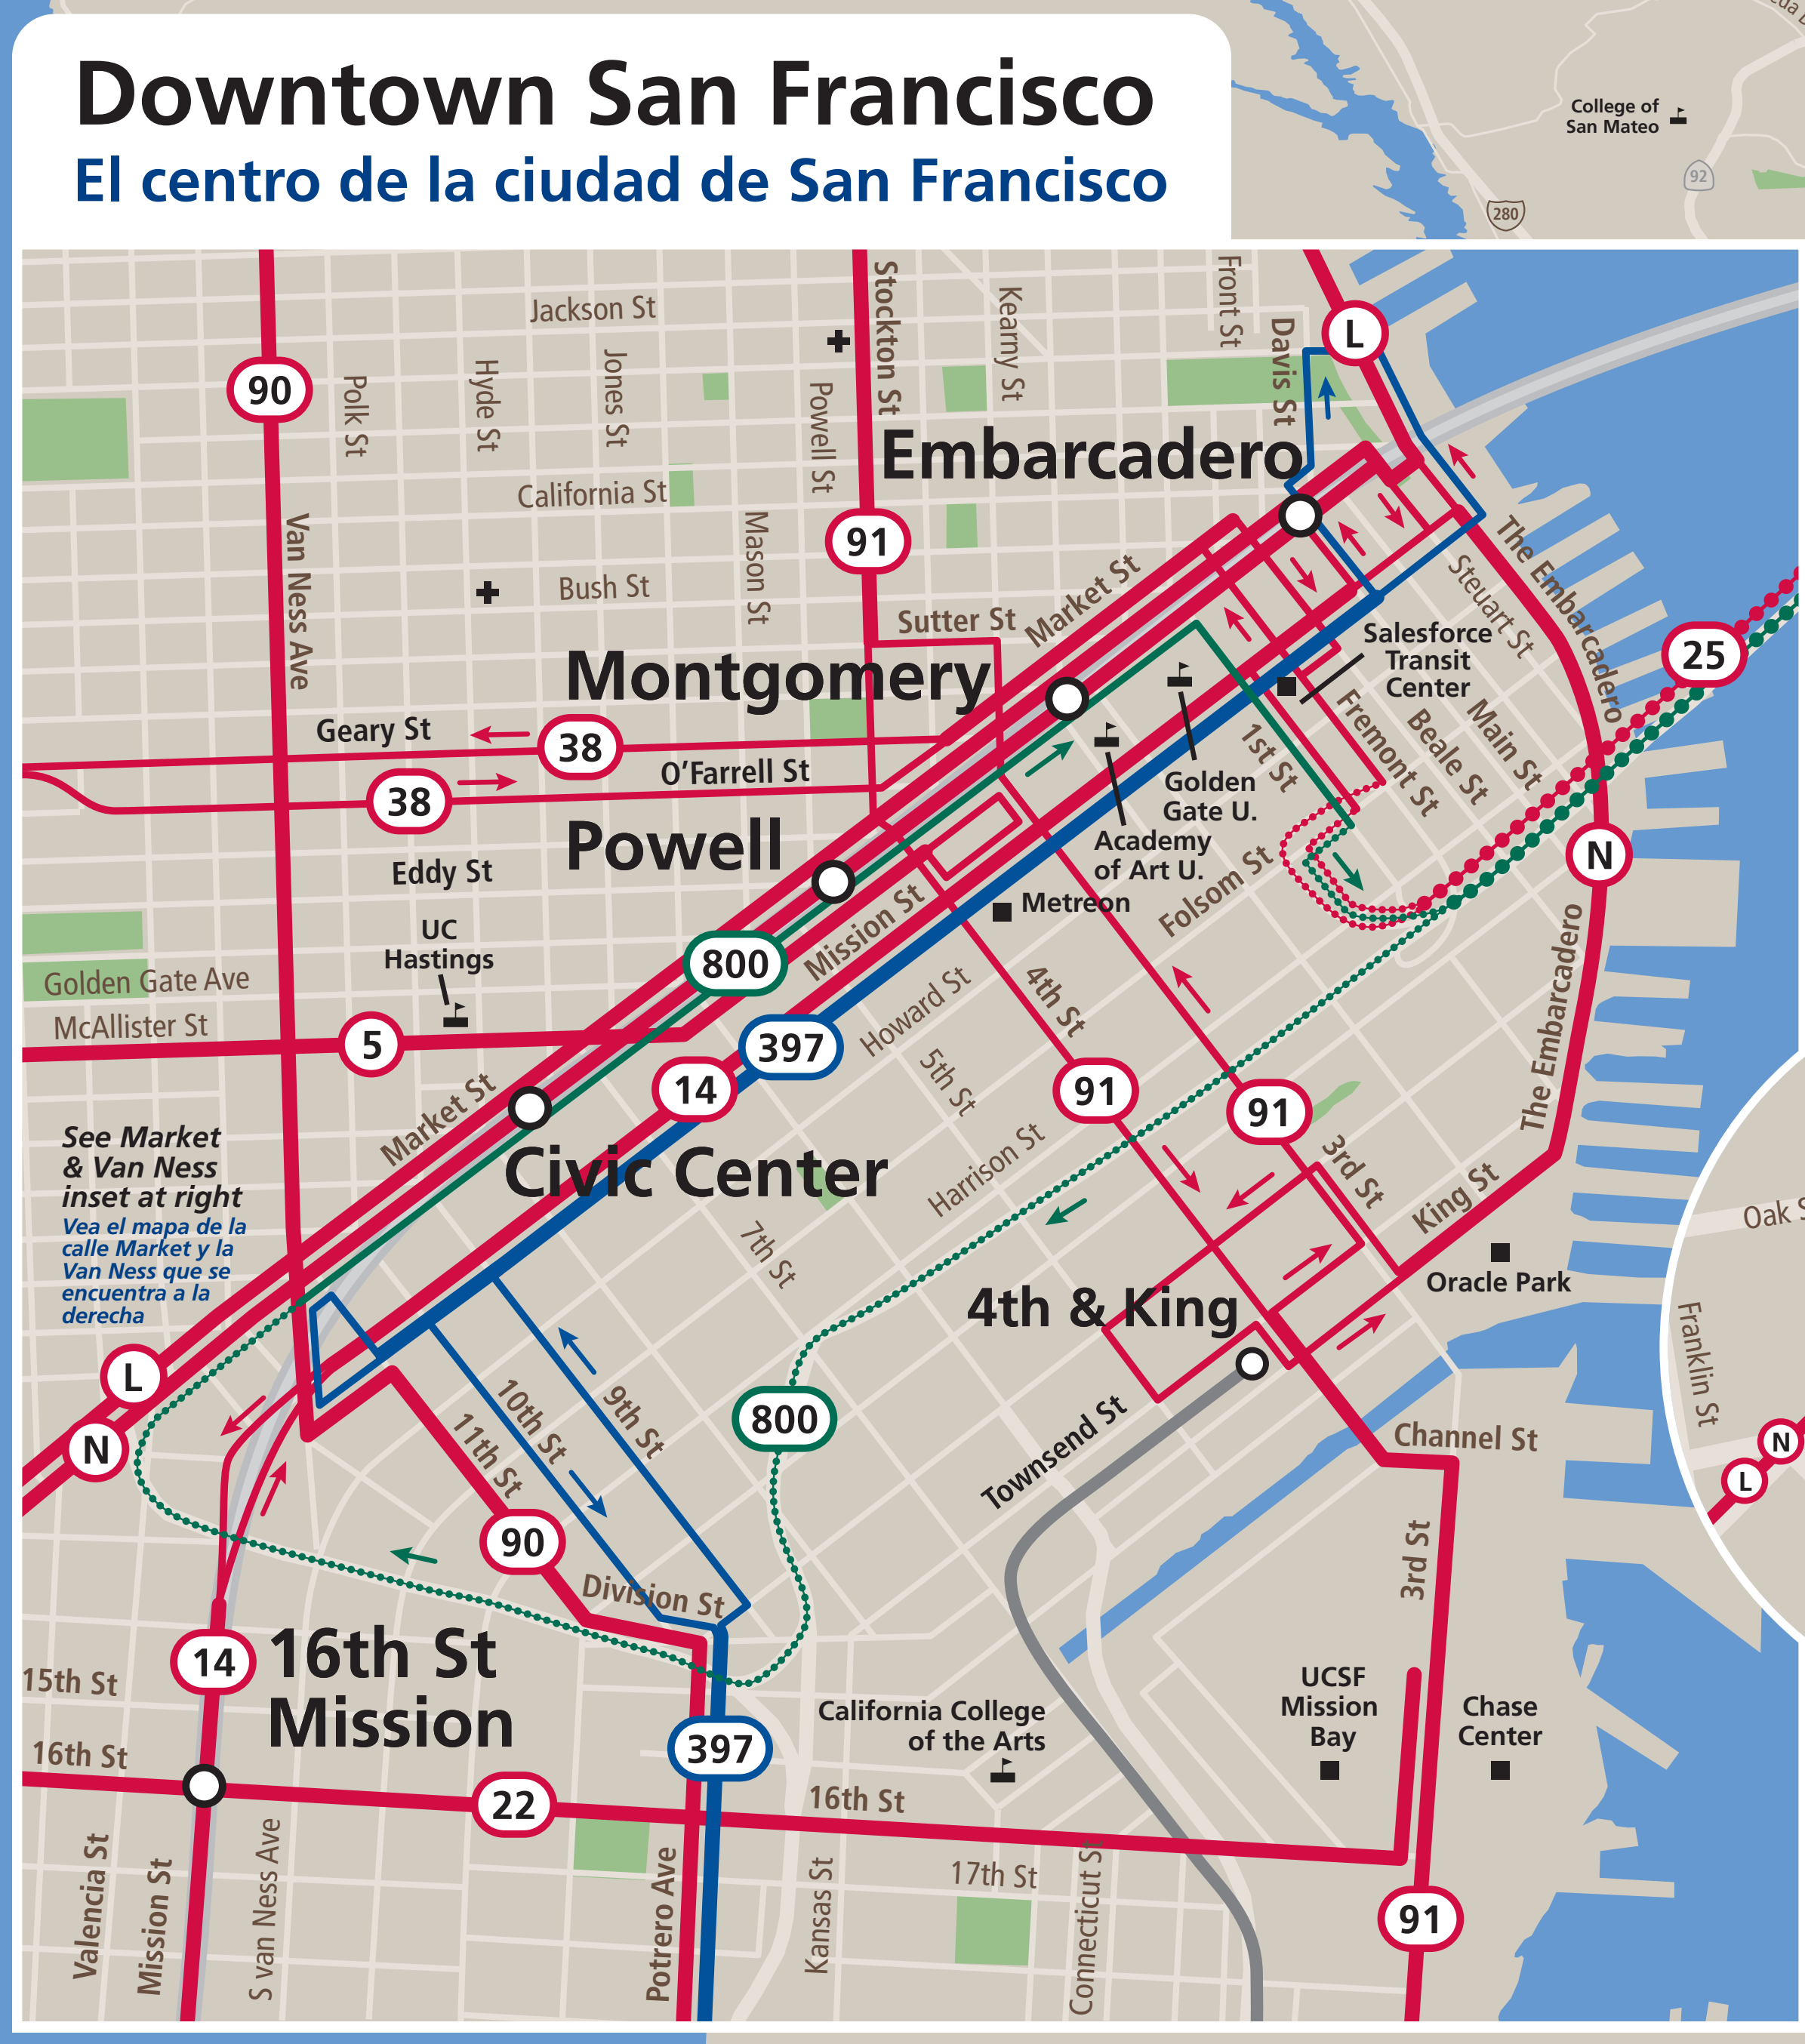 Downtown San Francisco
El centro de la ciudad de San Francisco
College of
San Mateo
92
280
Jackson St
Stockton St
Kearny St
Front St
Davis St
L
90
Polk St
Hyde St
Jones St
Powell St
Embarcadero
California St
Van Ness Ave
Mason St
91
Bush St
Sutter St
Market St
The Embarcadero
Steuart St
Salesforce
Transit
Center
25
Montgomery
Geary St
38
O'Farrell St
38
1st St
Fremont St
Beale St
Main St
Golden
Gate U.
Academy
of Art U.
Powell
Eddy St
N
Metreon
Folsom St
UC
Hastings
Mission St
800
Golden Gate Ave
McAllister St
5
The Embarcadero
Howard St
4th St
397
14
5th St
91
91
Market St
Civic Center
See Market
& Van Ness
inset at right
Vea el mapa de la
calle Market y la
Van Ness que se
encuentra a la
derecha
Harrison St
3rd St
King St
Oak S
7th St
4th & King
Oracle Park
Franklin St
L
N
10th St
9th St
11th St
800
Townsend St
Channel St
N
L
90
Division St
3rd St
16th St
Mission
14
15th St
16th St
California College
of the Arts
UCSF
Mission
Bay
Chase
Center
397
22
16th St
17th St
Valencia St
Mission St
S van Ness Ave
Potrero Ave
Kansas St
Connecticut St
91